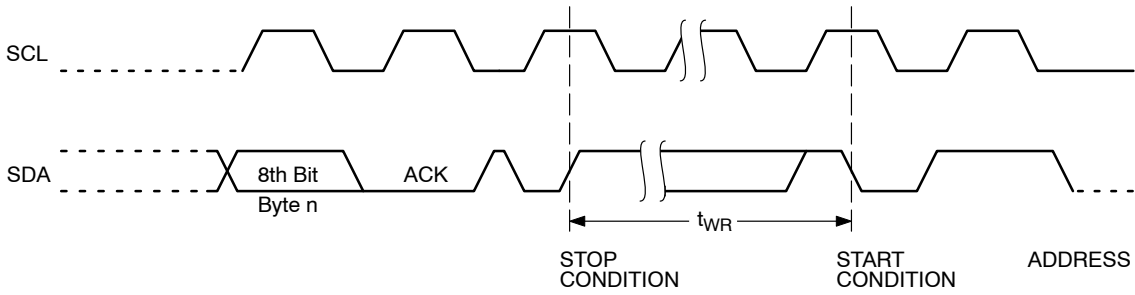 SCL
SDA
8th Bit
Byte n
ACK
tWR
STOP
CONDITION
START
CONDITION
ADDRESS